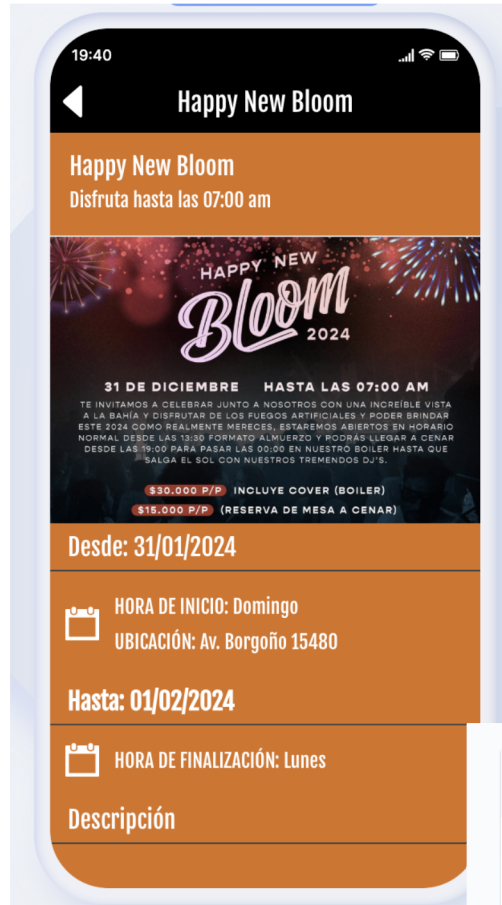 19:40
Happy New Bloom
Happy New Bloom
Disfruta hasta las 07:00 am
HAPPY NEW
Bloom
2024
31 DE DICIEMBRE HASTA LAS 07:00 AM
TE INVITAMOS A CELEBRAR JUNTO A NOSOTROS CON UNA INCREÍBLE VISTA
A LA BAHÍA Y DISFRUTAR DE LOS FUEGOS ARTIFICIALES Y PODER BRINDAR
ESTE 2024 COMO REALMENTE MERECES, ESTAREMOS ABIERTOS EN HORARIO
NORMAL DESDE LAS 13:30 FORMATO ALMUERZO Y PODRÁS LLEGAR A CENAR
DESDE LAS 19:00 PARA PASAR LAS 00:00 EN NUESTRO BOILER HASTA QUE
SALGA EL SOL CON NUESTROS TREMENDOS DJ'S.
$30.000 P/P INCLUYE COVER (BOILER)
$15.000 P/P (RESERVA DE MESA A CENAR)
Desde: 31/01/2024
HORA DE INICIO: Domingo
UBICACIÓN: Av. Borgoño 15480
Hasta: 01/02/2024
HORA DE FINALIZACIÓN: Lunes
Descripción